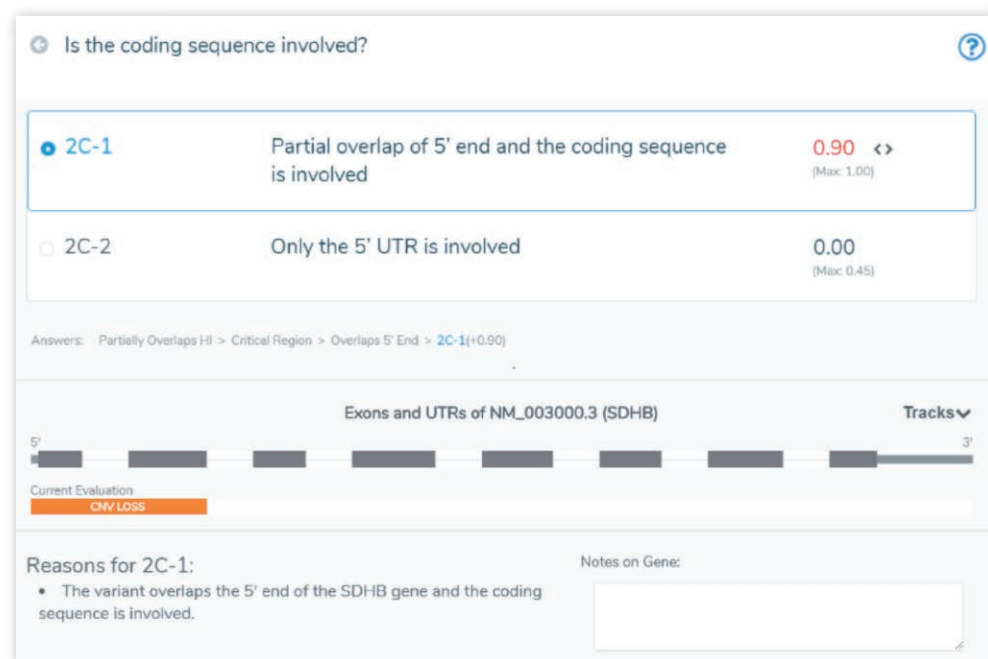 Is the coding sequence involved?
?
2C-1
Partial overlap of 5' end and the coding sequence
is involved
0.90 <>
(Max: 1.00)
2C-2
Only the 5' UTR is involved
0.00
(Max: 0.45)
Answers: Partially Overlaps HI > Critical Region > Overlaps 5' End > 2C-1(+0.90)
Exons and UTRs of NM_003000.3 (SDHB)
Tracks
5'
3'
Current Evaluation
CNV LOSS
Reasons for 2C-1:
• The variant overlaps the 5' end of the SDHB gene and the coding
sequence is involved.
Notes on Gene: